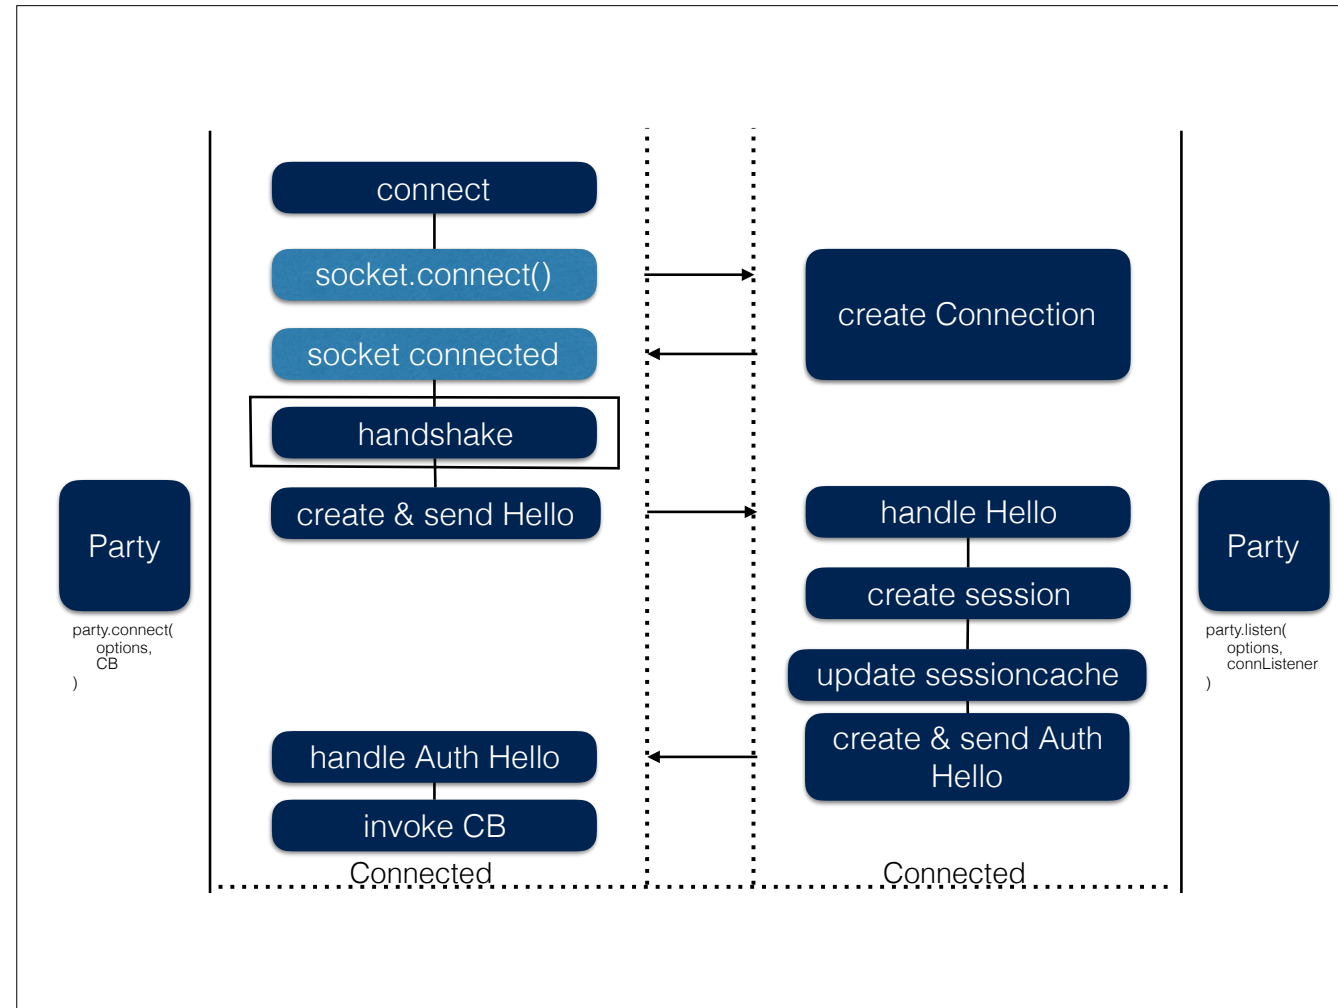 connect
socket.connect()
create Connection
socket connected
handshake
create & send Hello
handle Hello
Party
party.connect(
options,
CB
)
Party
party.listen(
options,
connListener
)
create session
update sessioncache
create & send Auth
Hello
handle Auth Hello
invoke CB
Connected
Connected